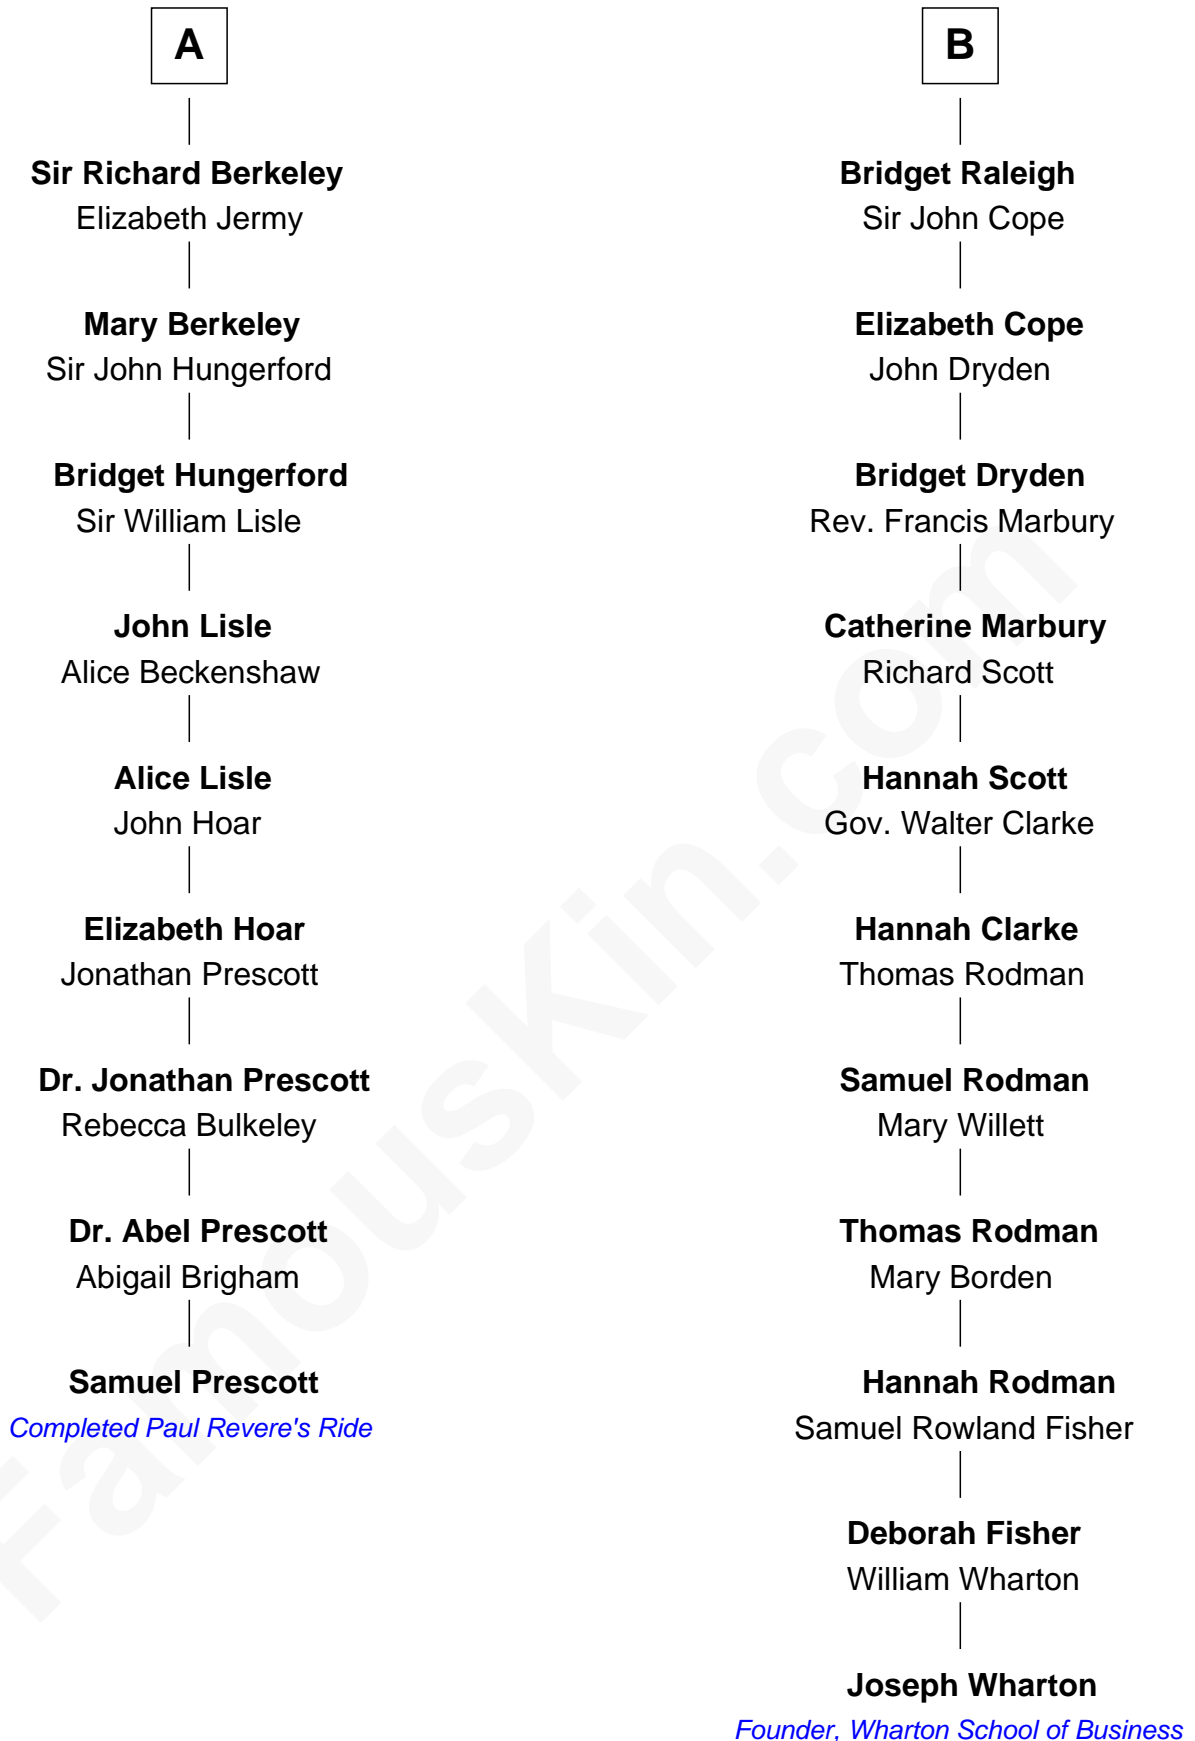 A
Sir Richard Berkeley
Elizabeth Jermy
Mary Berkeley
Sir John Hungerford
Bridget Hungerford
Sir William Lisle
John Lisle
Alice Beckenshaw
Alice Lisle
John Hoar
Elizabeth Hoar
Jonathan Prescott
Dr. Jonathan Prescott
Rebecca Bulkeley
Dr. Abel Prescott
Abigail Brigham
Samuel Prescott
Completed Paul Revere's Ride
B
Bridget Raleigh
Sir John Cope
Elizabeth Cope
John Dryden
Bridget Dryden
Rev. Francis Marbury
Catherine Marbury
Richard Scott
Hannah Scott
Gov. Walter Clarke
Hannah Clarke
Thomas Rodman
Samuel Rodman
Mary Willett
Thomas Rodman
Mary Borden
Hannah Rodman
Samuel Rowland Fisher
Deborah Fisher
William Wharton
Joseph Wharton
Founder, Wharton School of Business
FamousKin.com